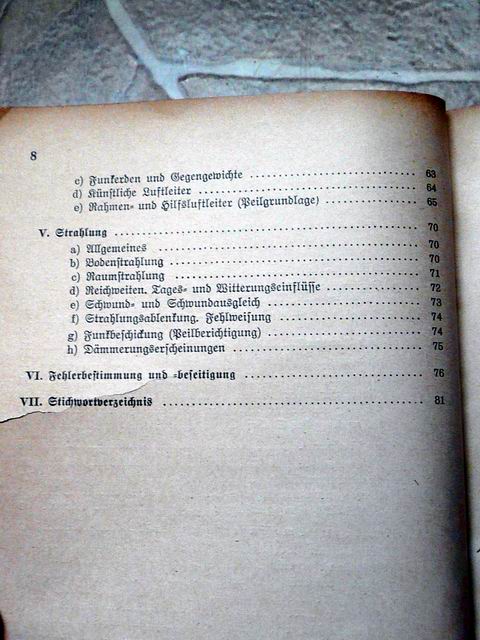 8
c) Funkerden und Gegengewichte 63
d) Künstliche Luftleiter 64
e) Rahmen- und Hilfsluftleiter (Peilgrundlage) 65
V. Strahlung 70
a) Allgemeines 70
b) Bodenstrahlung 70
c) Raumstrahlung 71
d) Reichweiten. Tages- und Witterungseinflüsse 72
e) Schwund- und Schwundausgleich 73
f) Strahlungsablenkung. Fehlweisung 74
g) Funkbeschickung (Peilberichtigung) 74
h) Dämmerungserscheinungen 75
VI. Fehlerbestimmung und -beseitigung 76
VII. Stichwortverzeichnis 81